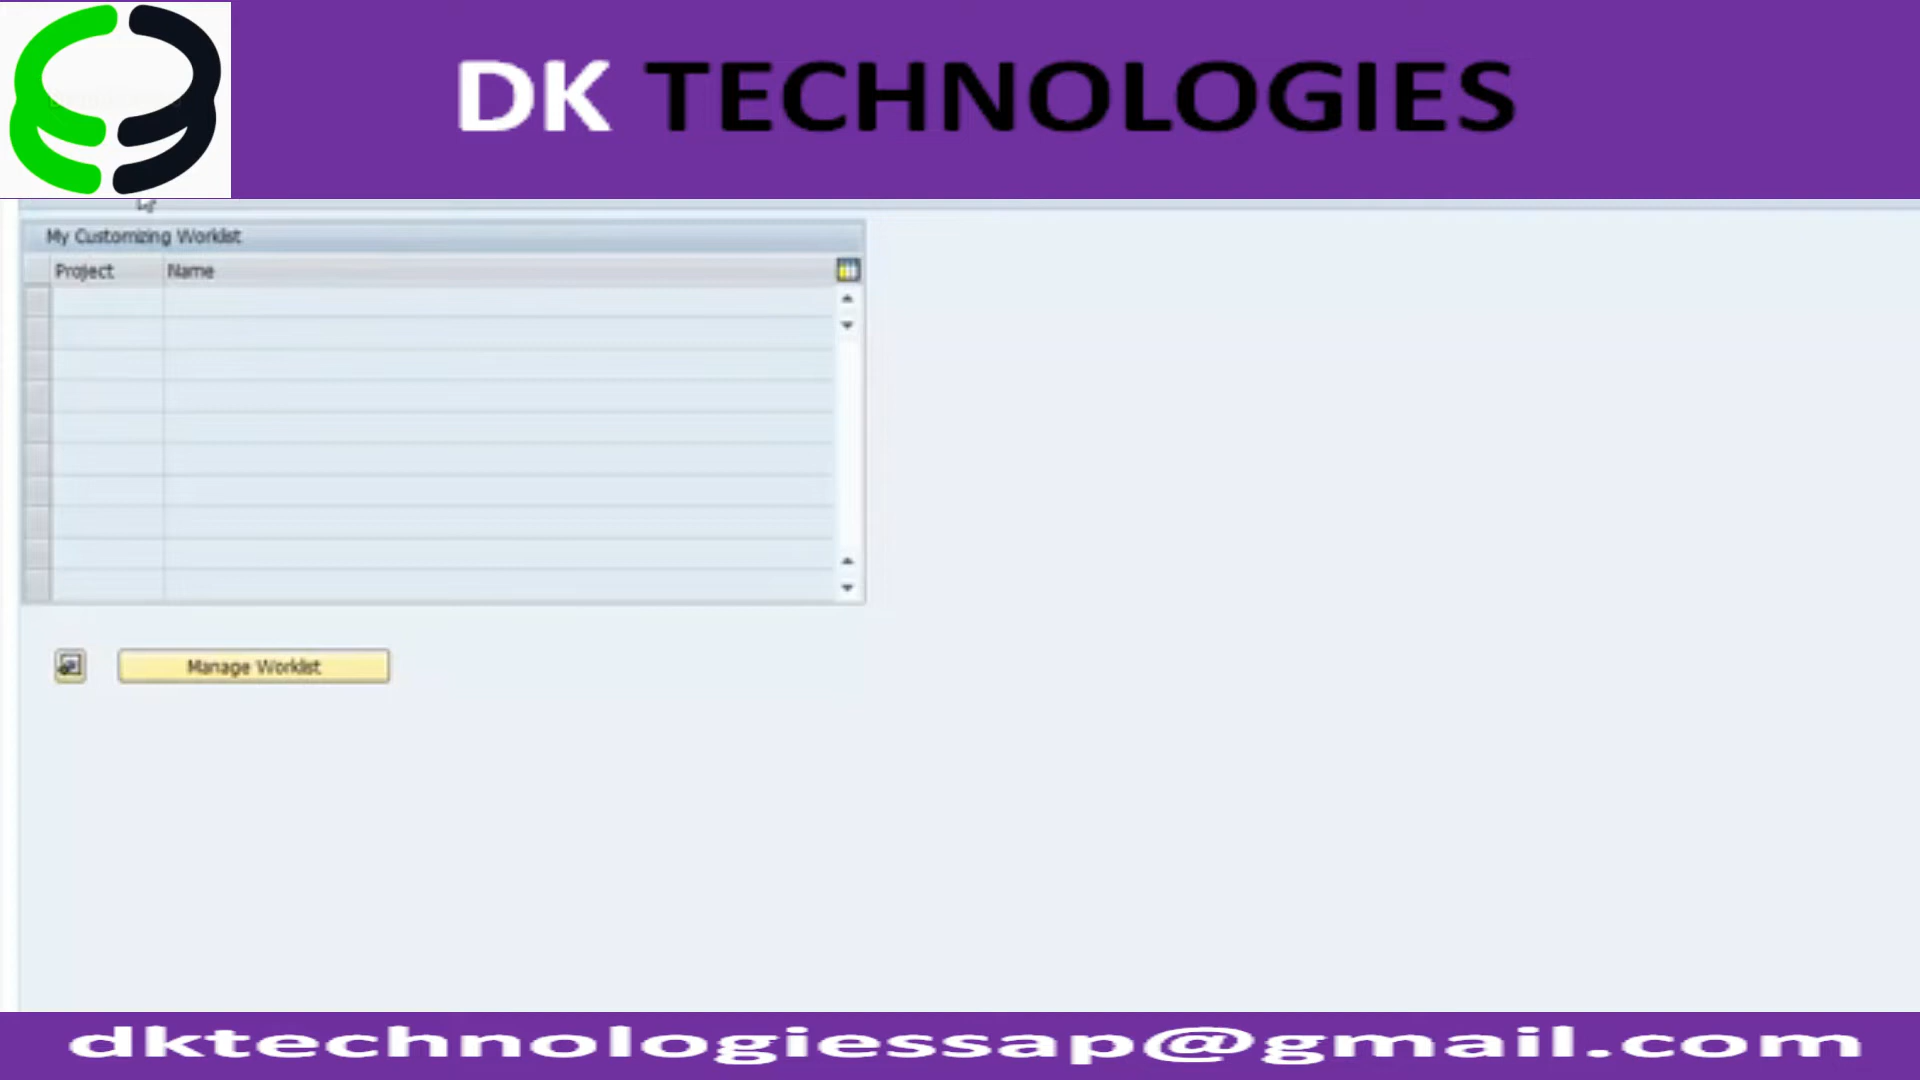 DK TECHNOLOGIES
My Customizing Worklist
Project Name
Manage Worklist
dktechnologiessap@gmail.com